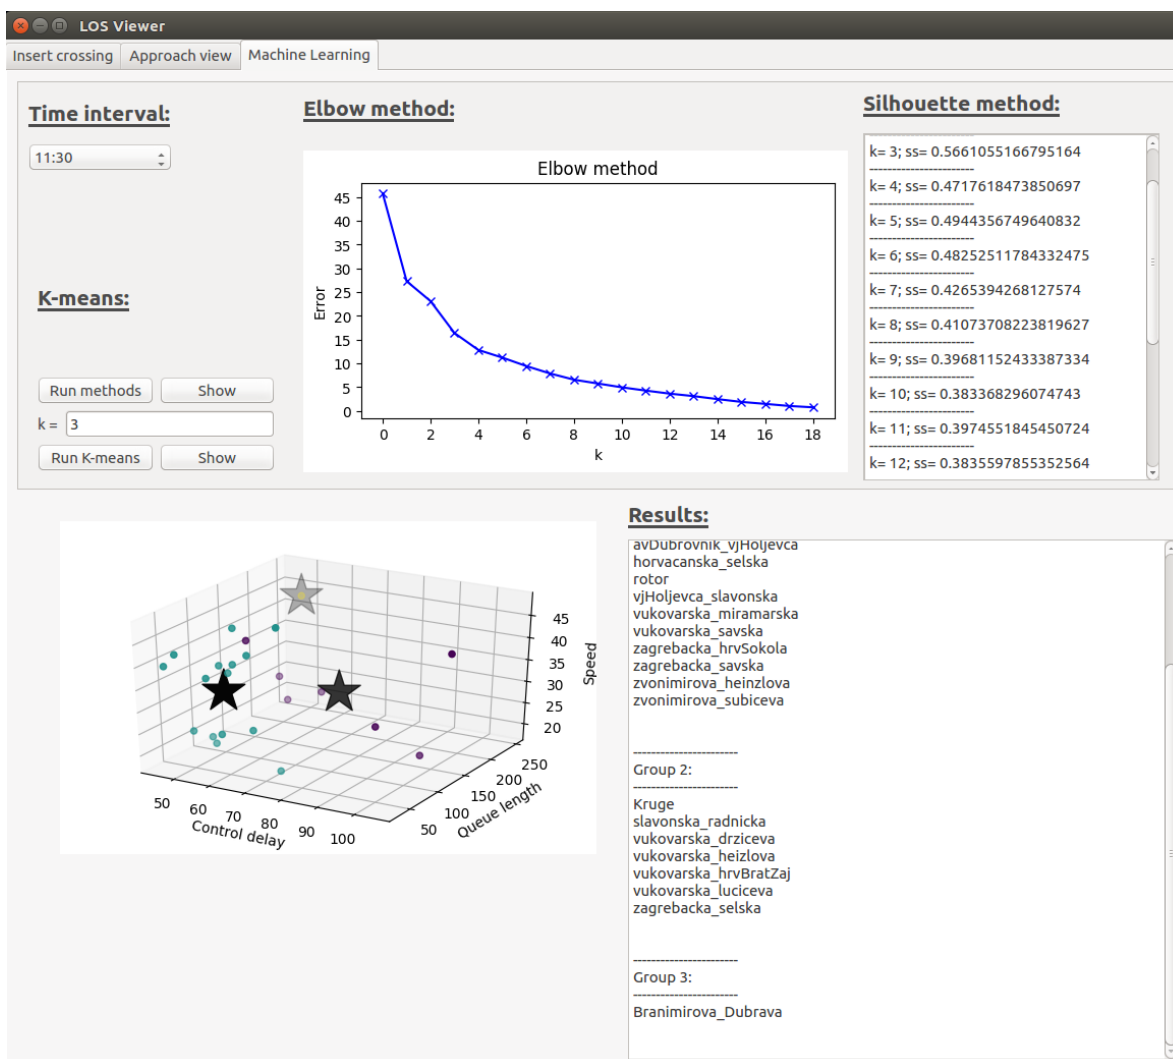 LOS Viewer
Insert crossing Approach view Machine Learning
Time interval:
11:30
K-means:
Run methods Show
k = 3
Run K-means Show
Elbow method:
Elbow method
Error
45
40
35
30
25
20
15
10
5
0
0 2 4 6 8 10 12 14 16 18
k
Silhouette method:
------------------------
k= 3; ss= 0.5661055166795164
------------------------
k= 4; ss= 0.4717618473850697
------------------------
k= 5; ss= 0.4944356749640832
------------------------
k= 6; ss= 0.48252511784332475
------------------------
k= 7; ss= 0.4265394268127574
------------------------
k= 8; ss= 0.41073708223819627
------------------------
k= 9; ss= 0.39681152433387334
------------------------
k= 10; ss= 0.383368296074743
------------------------
k= 11; ss= 0.3974551845450724
------------------------
k= 12; ss= 0.3835597855352564
45
40
35
30
25
20
Speed
250
200
150
100
50
Queue length
50 60 70 80 90 100
Control delay
Results:
avDubrovnik_vjHoljevca
horvacanska_selska
rotor
vjHoljevca_slavonska
vukovarska_miramarska
vukovarska_savska
zagrebacka_hrvSokola
zagrebacka_savska
zvonimirova_heinzlova
zvonimirova_subiceva
------------------------
Group 2:
------------------------
Kruge
slavonska_radnicka
vukovarska_drziceva
vukovarska_heizlova
vukovarska_hrvBratZaj
vukovarska_luciceva
zagrebacka_selska
------------------------
Group 3:
------------------------
Branimirova_Dubrava